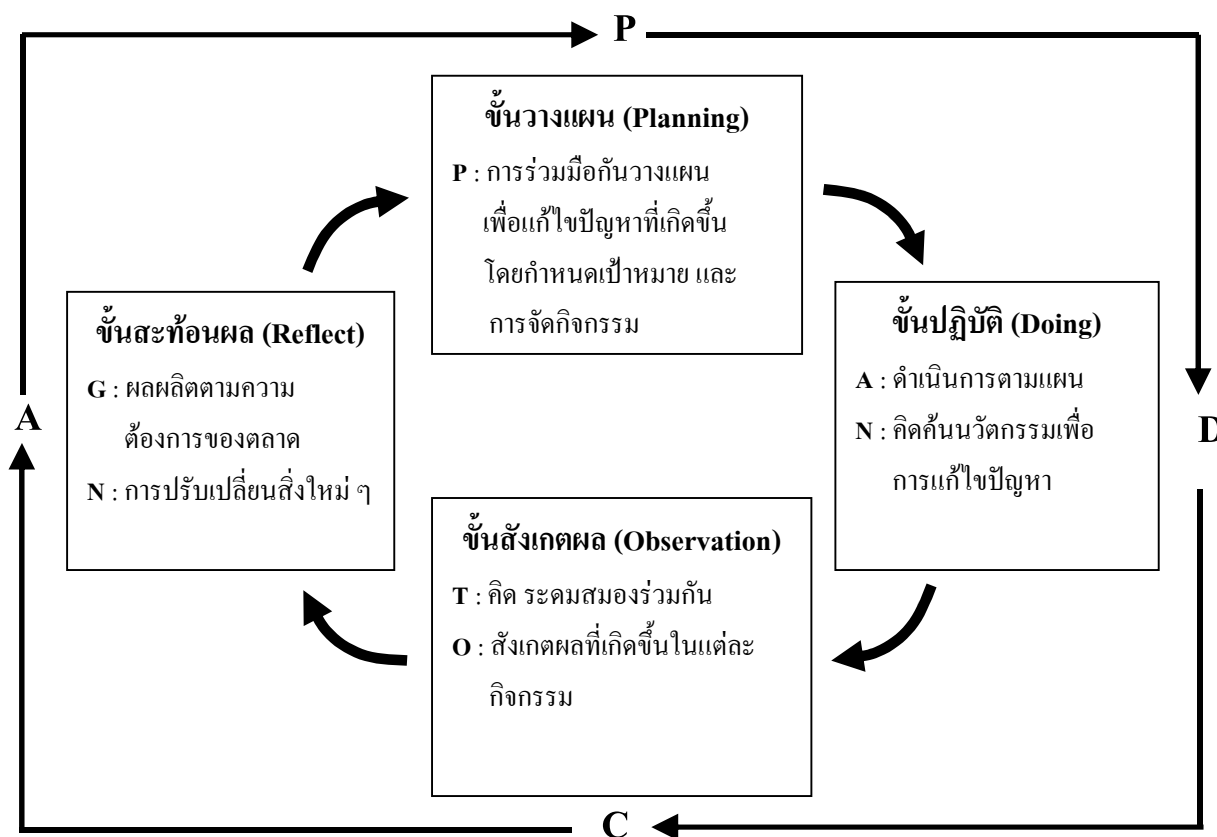 P
ขั้นวางแผน (Planning)
P : การร่วมมือกันวางแผน
เพื่อแก้ไขปัญหาที่เกิดขึ้น
โดยกำหนดเป้าหมาย และ
การจัดกิจกรรม
ขั้นปฏิบัติ (Doing)
A : ดำเนินการตามแผน
N : คิดค้นนวัตกรรมเพื่อ
การแก้ไขปัญหา
D
ขั้นสังเกตผล (Observation)
T : คิด ระดมสมองร่วมกัน
O : สังเกตผลที่เกิดขึ้นในแต่ละ
กิจกรรม
C
ขั้นสะท้อนผล (Reflect)
G : ผลผลิตตามความ
ต้องการของตลาด
N : การปรับเปลี่ยนสิ่งใหม่ ๆ
A